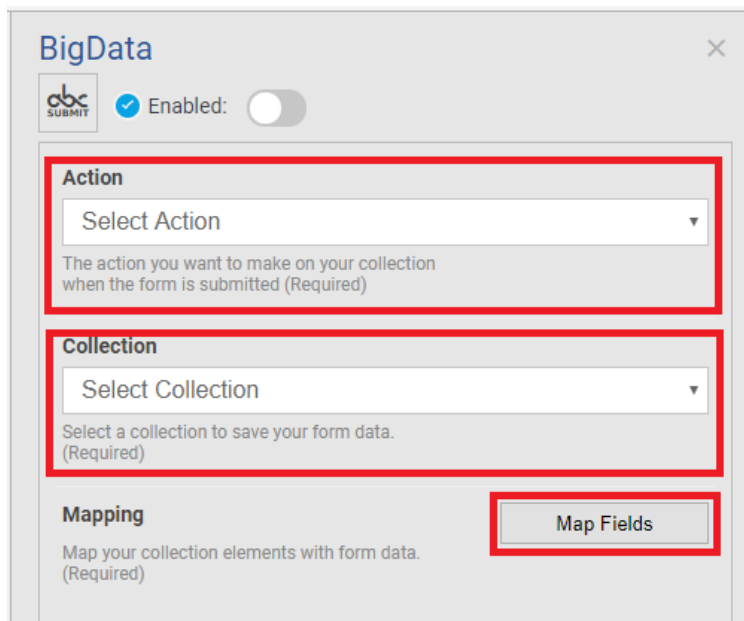 BigData
abc
SUBMIT
Enabled:
Action
Select Action
The action you want to make on your collection
when the form is submitted (Required)
Collection
Select Collection
Select a collection to save your form data.
(Required)
Mapping
Map Fields
Map your collection elements with form data.
(Required)